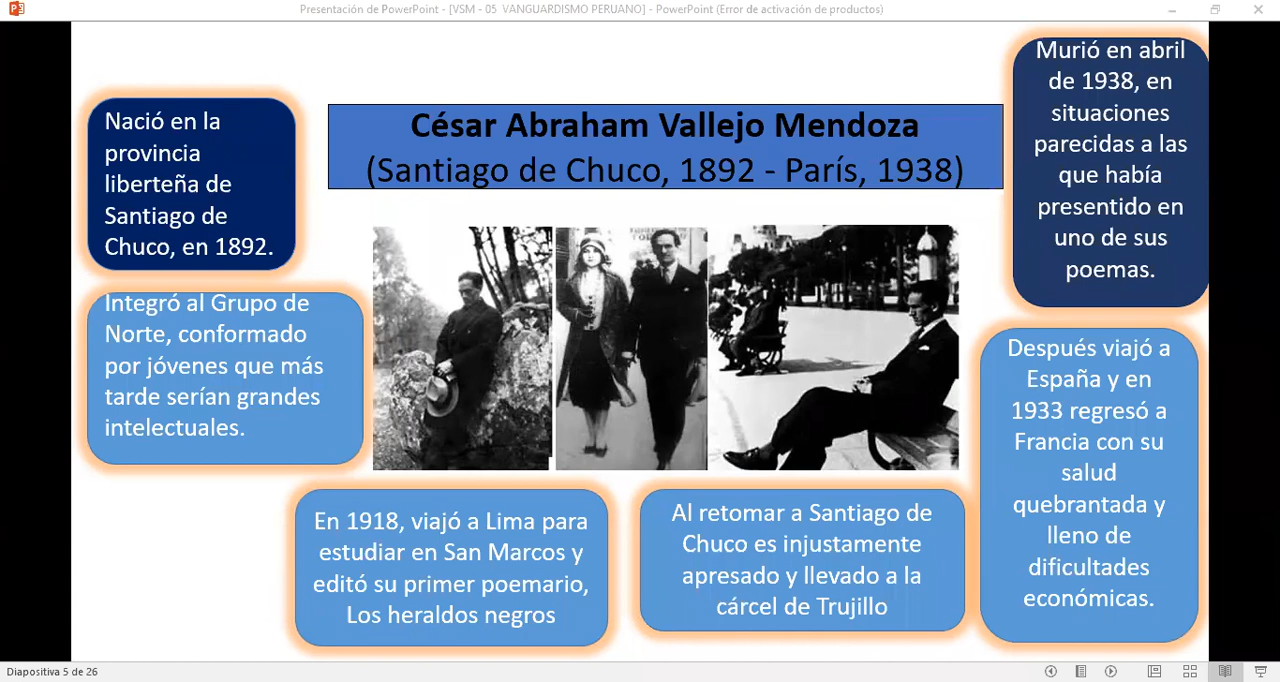 Presentación de PowerPoint - [VSM - 05 VANGUARDISMO PERUANO] - PowerPoint (Error de activación de productos)
César Abraham Vallejo Mendoza
(Santiago de Chuco, 1892 - París, 1938)
Nació en la
provincia
liberteña de
Santiago de
Chuco, en 1892.
Integró al Grupo de
Norte, conformado
por jóvenes que más
tarde serían grandes
intelectuales.
En 1918, viajó a Lima para
estudiar en San Marcos y
editó su primer poemario,
Los heraldos negros
Al retomar a Santiago de
Chuco es injustamente
apresado y llevado a la
cárcel de Trujillo
Después viajó a
España y en
1933 regresó a
Francia con su
salud
quebrantada y
lleno de
dificultades
económicas.
Murió en abril
de 1938, en
situaciones
parecidas a las
que había
presentido en
uno de sus
poemas.
Diapositiva 5 de 26